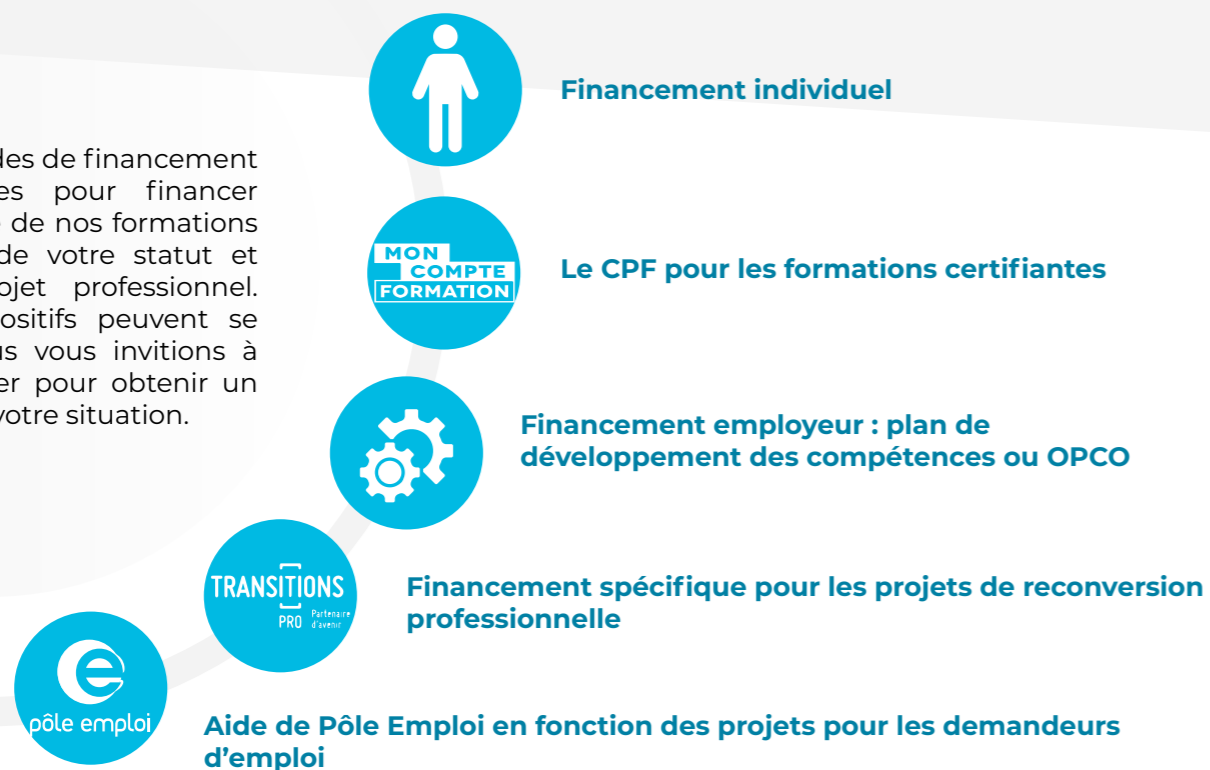 Financement individuel
des de financement
es pour financer
de nos formations
de votre statut et
ojet professionnel.
ositifs peuvent se
us vous invitions à
er pour obtenir un
votre situation.
MON
COMPTE
FORMATION
Le CPF pour les formations certifiantes
Financement employeur : plan de
développement des compétences ou OPCO
TRANSITIONS
PRO Partenaire
d'avenir
Financement spécifique pour les projets de reconversion
professionnelle
pôle emploi
Aide de Pôle Emploi en fonction des projets pour les demandeurs
d'emploi